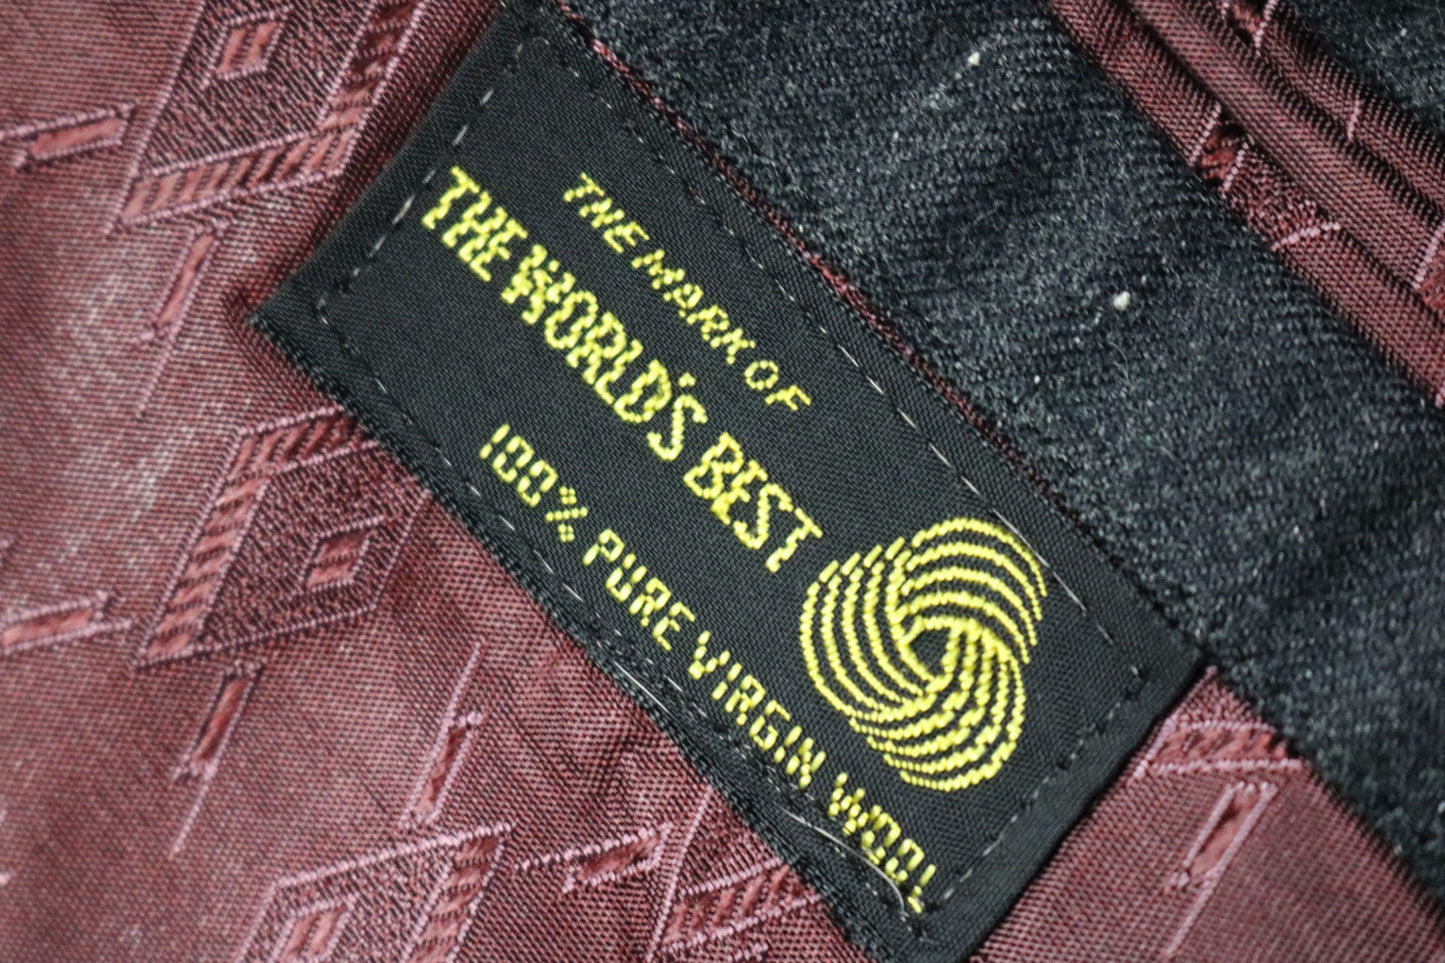 THE MARK OF
THE WORLD'S BEST
100% PURE VIRGIN WOOL